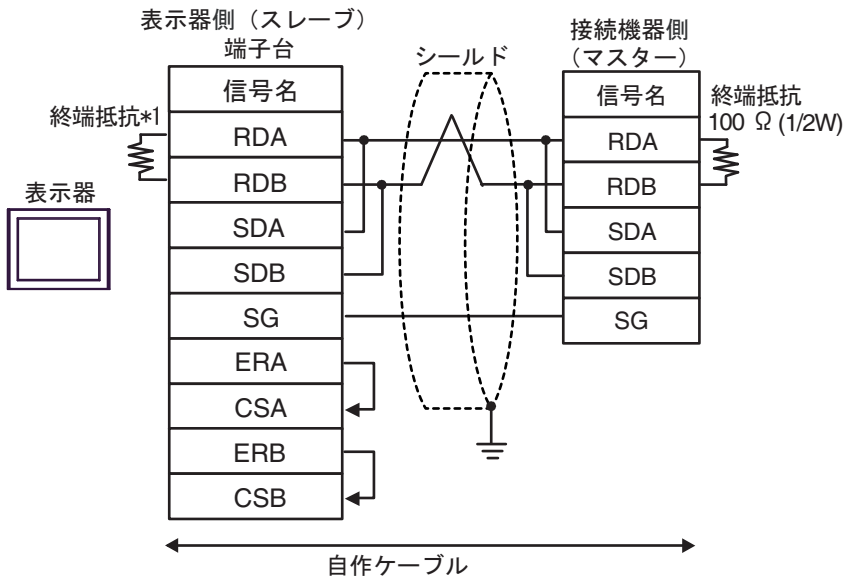 表示器側（スレーブ）
端子台
接続機器側
（マスター）
シールド
信号名
RDA
RDB
SDA
SDB
SG
ERA
CSA
ERB
CSB
信号名
RDA
RDB
SDA
SDB
SG
終端抵抗*1
終端抵抗
100 Ω (1/2W)
表示器
自作ケーブル